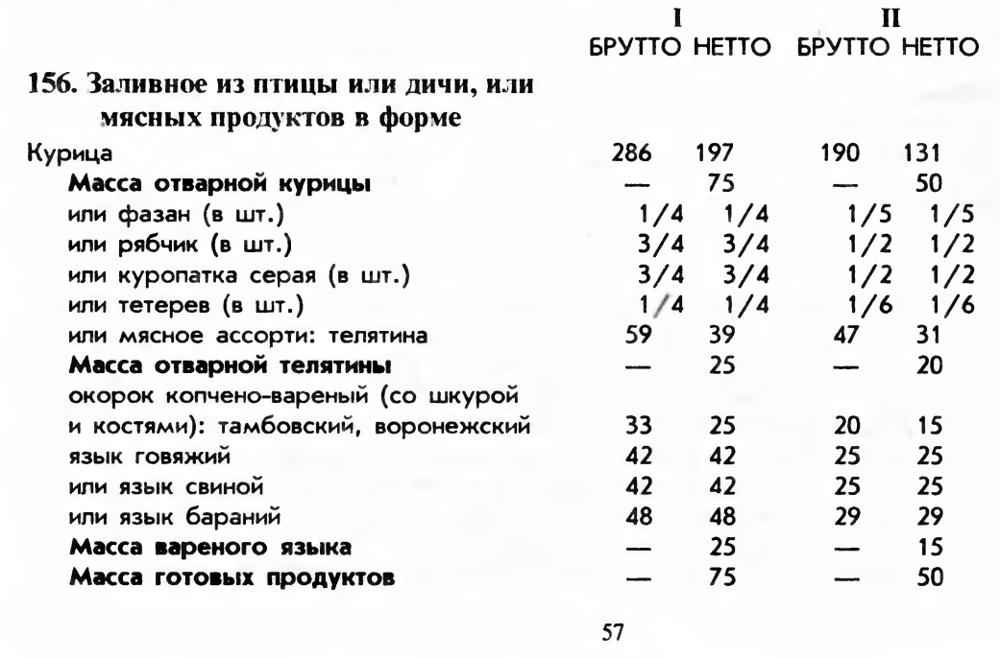 I II
БРУТТО НЕТТО БРУТТО НЕТТО
156. Заливное из птицы или дичи, или
мясных продуктов в форме
Курица 286 197 190 131
Масса отварной курицы — 75 — 50
или фазан (в шт.) 1/4 1/4 1/5 1/5
или рябчик (в шт.) 3/4 3/4 1/2 1/2
или куропатка серая (в шт.) 3/4 3/4 1/2 1/2
или тетерев (в шт.) 1/4 1/4 1/6 1/6
или мясное ассорти: телятина 59 39 47 31
Масса отварной телятины — 25 — 20
окорок копчено-вареный (со шкурой
и костями): тамбовский, воронежский 33 25 20 15
язык говяжий 42 42 25 25
или язык свиной 42 42 25 25
или язык бараний 48 48 29 29
Масса вареного языка — 25 — 15
Масса готовых продуктов — 75 — 50
57